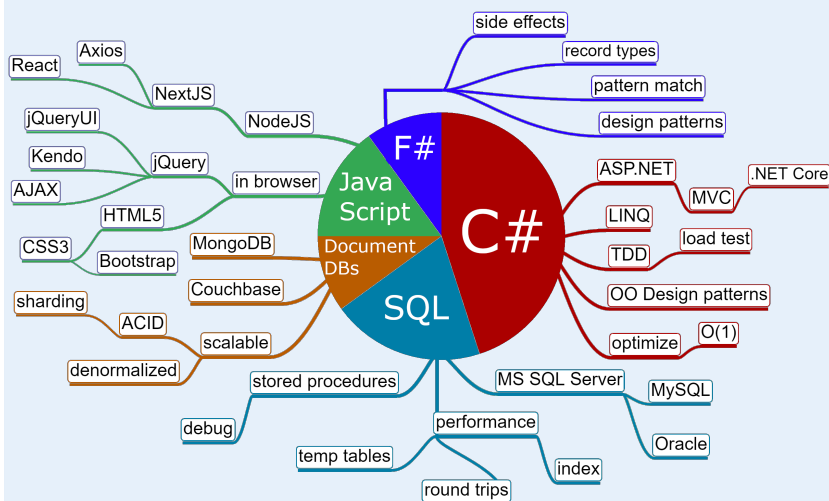 side effects
record types
pattern match
design patterns
Axios
React
NextJS
NodeJS
jQueryUI
Kendo
AJAX
jQuery
in browser
HTML5
CSS3
Bootstrap
F#
Java
Script
Document
DBs
SQL
C#
ASP.NET
MVC
.NET Core
LINQ
TDD
load test
OO Design patterns
optimize
O(1)
MongoDB
Couchbase
sharding
ACID
scalable
denormalized
stored procedures
debug
MS SQL Server
MySQL
Oracle
performance
temp tables
round trips
index